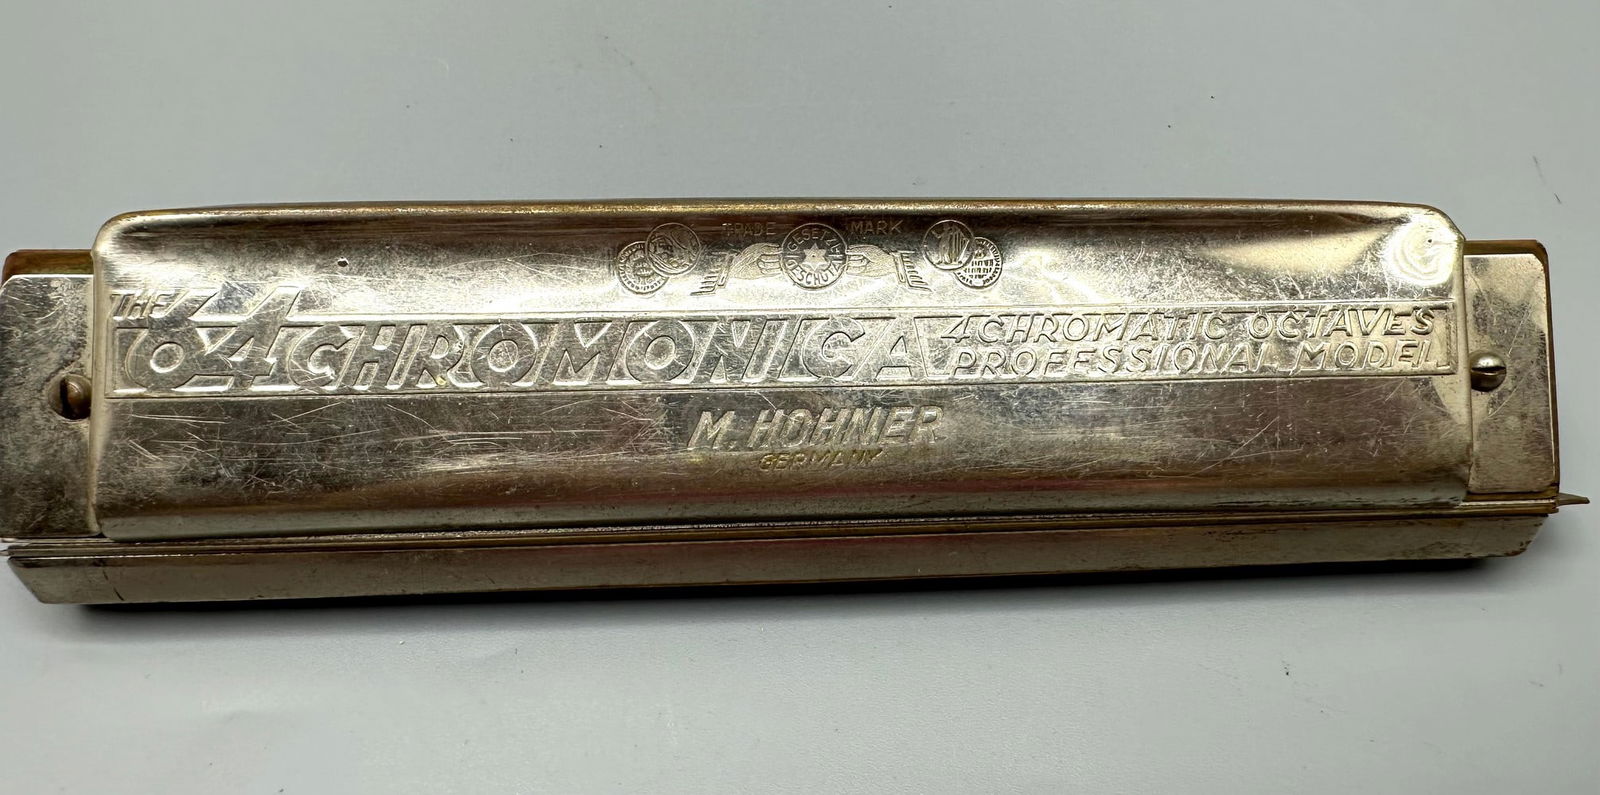 TRADE MARK
GESETZL
GESCHÜTZT
THE
64 CHROMONICA
4 CHROMATIC OCTAVES
PROFESSIONAL MODEL
M. HOHNER
GERMANY